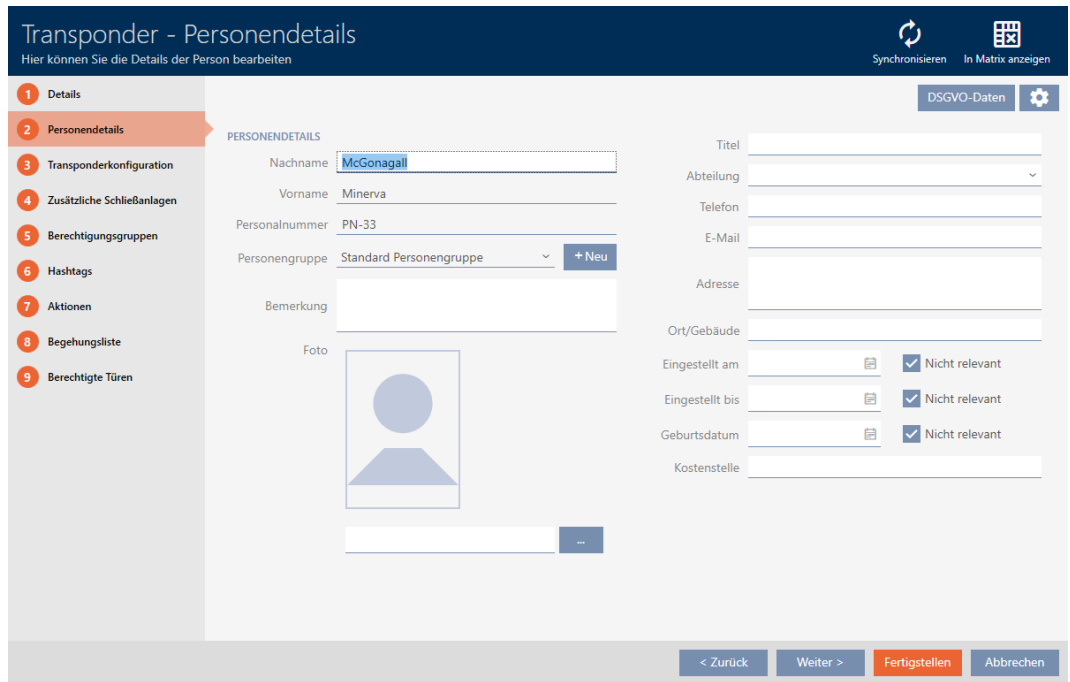 Transponder - Personendetails
Hier können Sie die Details der Person bearbeiten
Synchronisieren
In Matrix anzeigen
1 Details
2 Personendetails
3 Transponderkonfiguration
4 Zusätzliche Schließanlagen
5 Berechtigungsgruppen
6 Hashtags
7 Aktionen
8 Begehungsliste
9 Berechtigte Türen
DSGVO-Daten
PERSONENDETAILS
Nachname McGonagall
Vorname Minerva
Personalnummer PN-33
Personengruppe Standard Personengruppe + Neu
Bemerkung
Foto
...
Titel
Abteilung
Telefon
E-Mail
Adresse
Ort/Gebäude
Eingestellt am Nicht relevant
Eingestellt bis Nicht relevant
Geburtsdatum Nicht relevant
Kostenstelle
< Zurück
Weiter >
Fertigstellen
Abbrechen